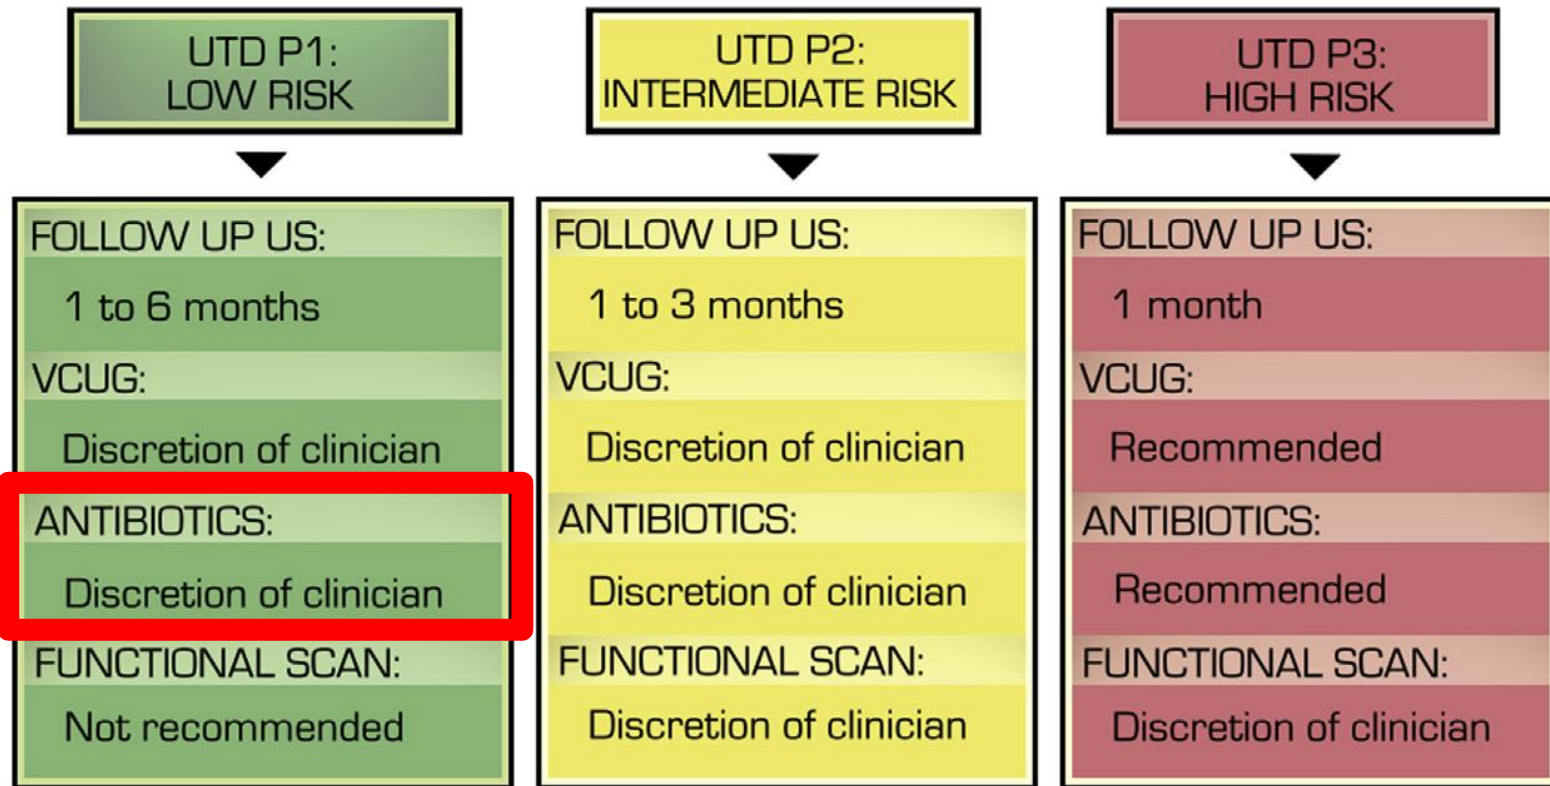 UTD P1:
LOW RISK
FOLLOW UP US:
1 to 6 months
VCUG:
Discretion of clinician
ANTIBIOTICS:
Discretion of clinician
FUNCTIONAL SCAN:
Not recommended
UTD P2:
INTERMEDIATE RISK
FOLLOW UP US:
1 to 3 months
VCUG:
Discretion of clinician
ANTIBIOTICS:
Discretion of clinician
FUNCTIONAL SCAN:
Discretion of clinician
UTD P3:
HIGH RISK
FOLLOW UP US:
1 month
VCUG:
Recommended
ANTIBIOTICS:
Recommended
FUNCTIONAL SCAN:
Discretion of clinician